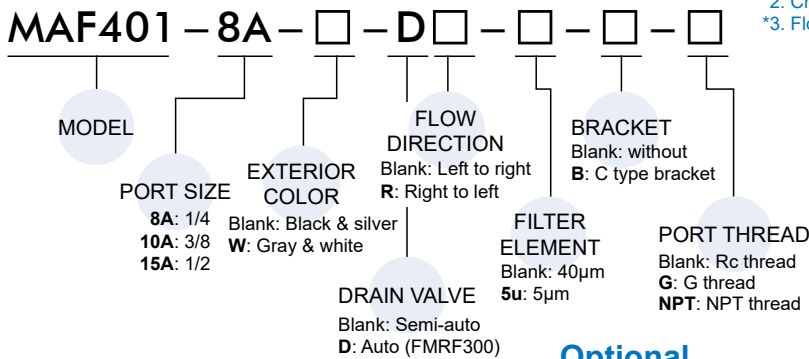 2. Cr
*3. Flo
MAF401 – 8A – □ – D□ – □ – □ – □
MODEL
PORT SIZE
8A: 1/4
10A: 3/8
15A: 1/2
EXTERIOR
COLOR
Blank: Black & silver
W: Gray & white
DRAIN VALVE
Blank: Semi-auto
D: Auto (FMRF300)
FLOW
DIRECTION
Blank: Left to right
R: Right to left
FILTER
ELEMENT
Blank: 40µm
5u: 5µm
BRACKET
Blank: without
B: C type bracket
PORT THREAD
Blank: Rc thread
G: G thread
NPT: NPT thread
Optional